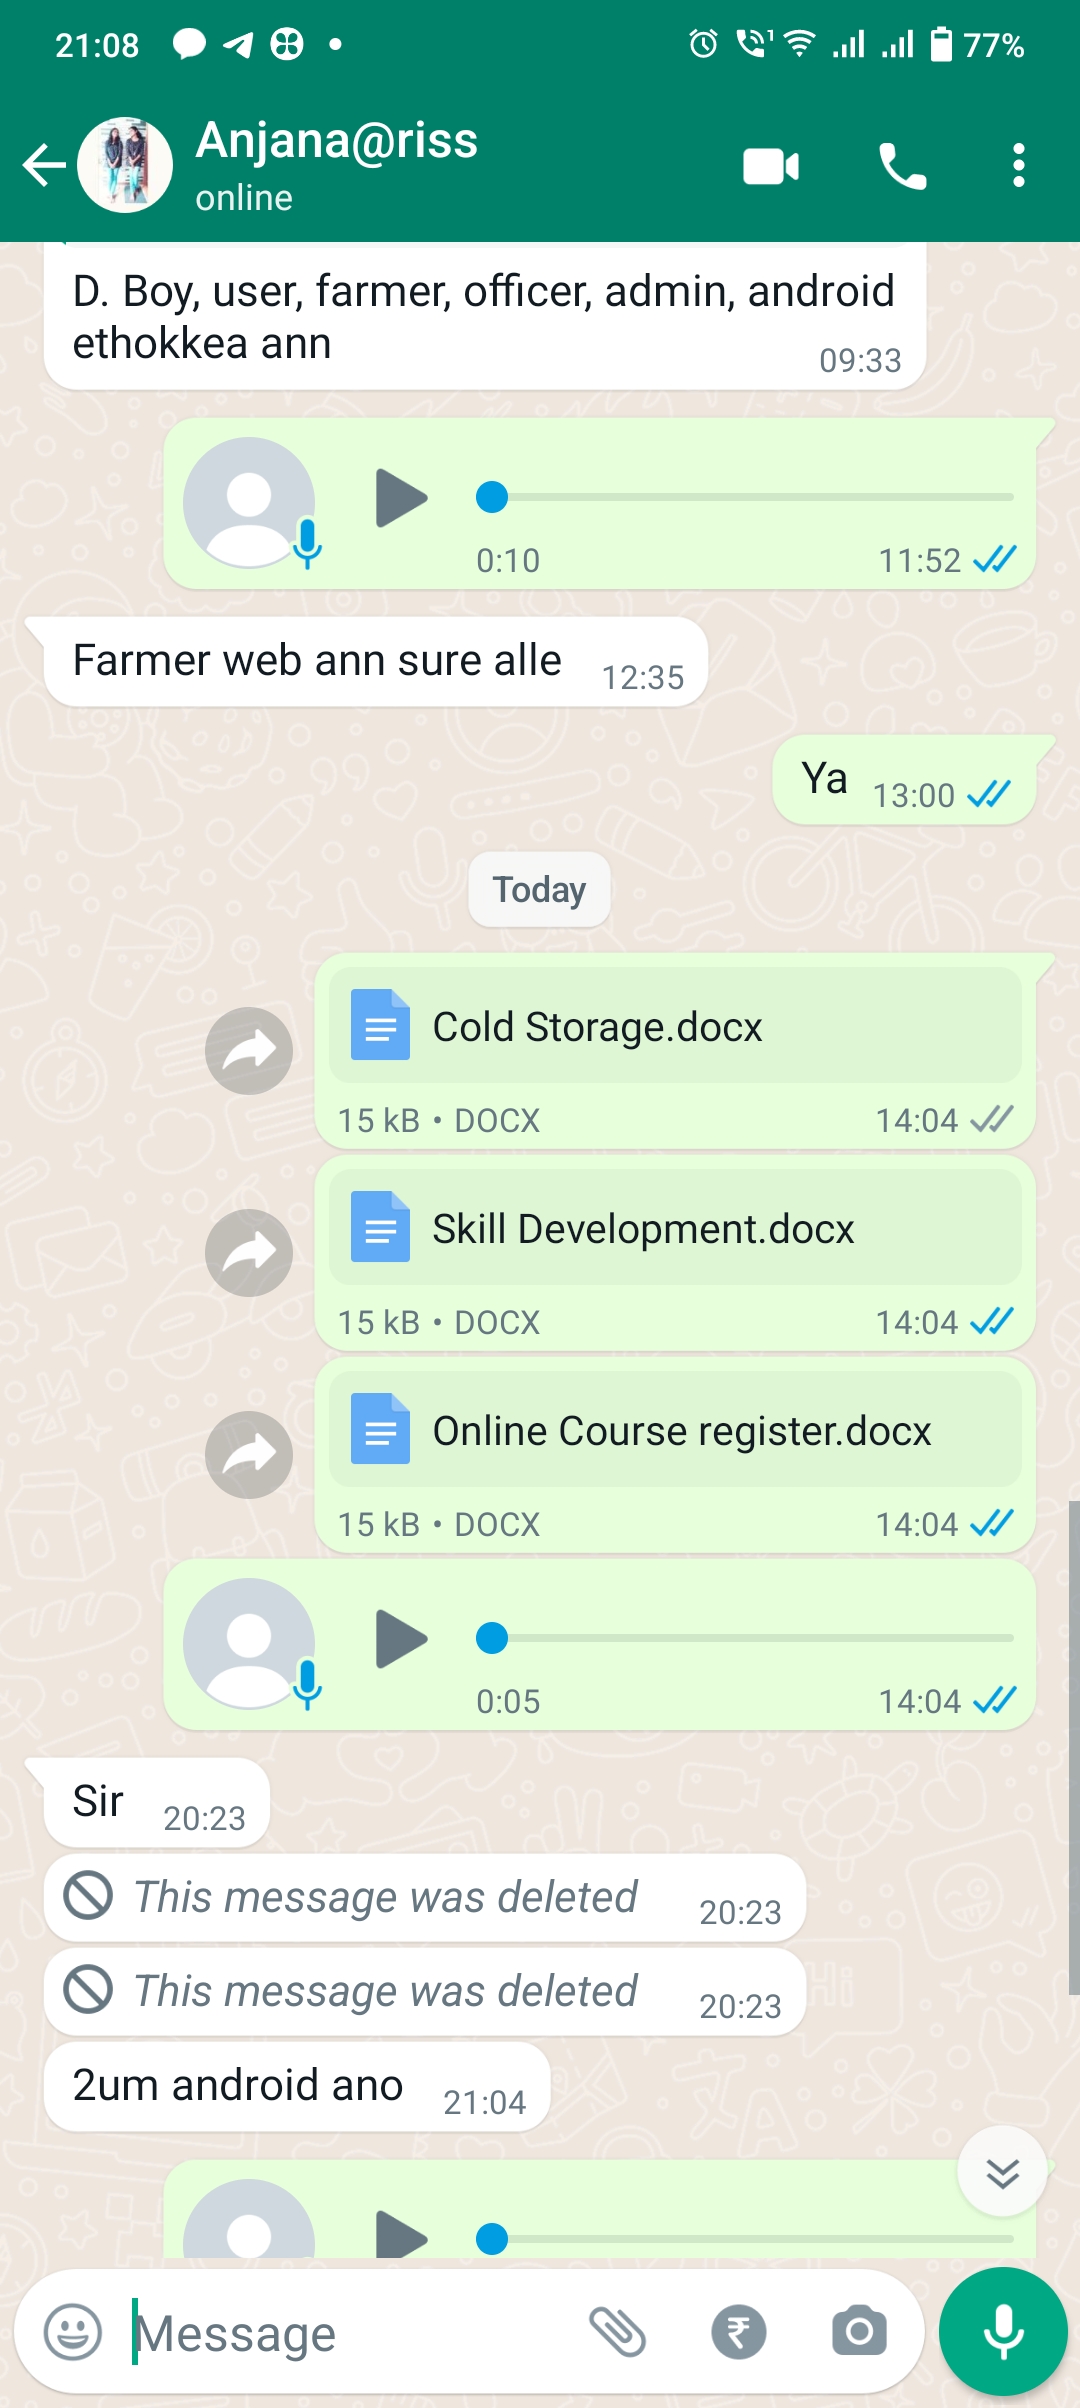 21:08
1
77%
Anjana@riss
online
D. Boy, user, farmer, officer, admin, android
ethokkea ann
09:33
0:10
11:52
Farmer web ann sure alle
12:35
Ya
13:00
Today
Cold Storage.docx
15 kB • DOCX
14:04
Skill Development.docx
15 kB • DOCX
14:04
Online Course register.docx
15 kB • DOCX
14:04
0:05
14:04
Sir
20:23
This message was deleted
20:23
This message was deleted
20:23
2um android ano
21:04
Message
₹